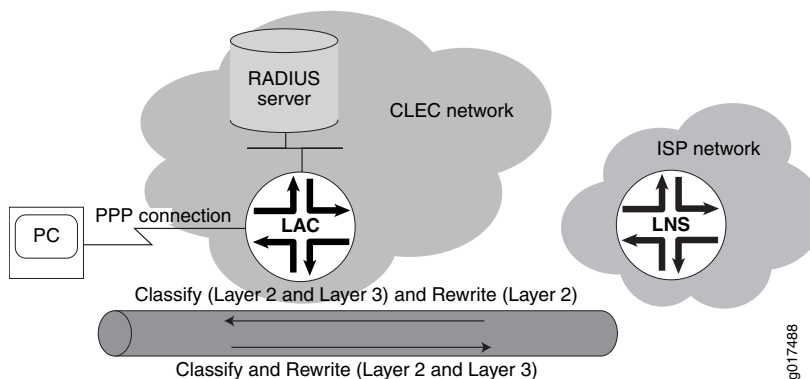 RADIUS
server
CLEC network
ISP network
PPP connection
PC
LAC
LNS
Classify (Layer 2 and Layer 3) and Rewrite (Layer 2)
Classify and Rewrite (Layer 2 and Layer 3)
g017488